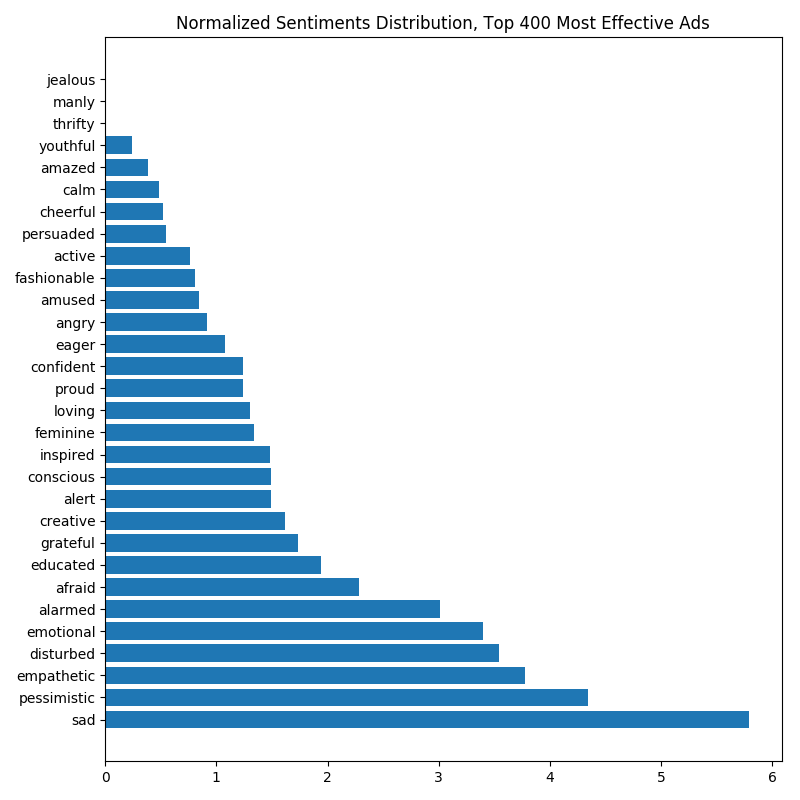 Normalized Sentiments Distribution, Top 400 Most Effective Ads
jealous
manly
thrifty
youthful
amazed
calm
cheerful
persuaded
active
fashionable
amused
angry
eager
confident
proud
loving
feminine
inspired
conscious
alert
creative
grateful
educated
afraid
alarmed
emotional
disturbed
empathetic
pessimistic
sad
0 1 2 3 4 5 6